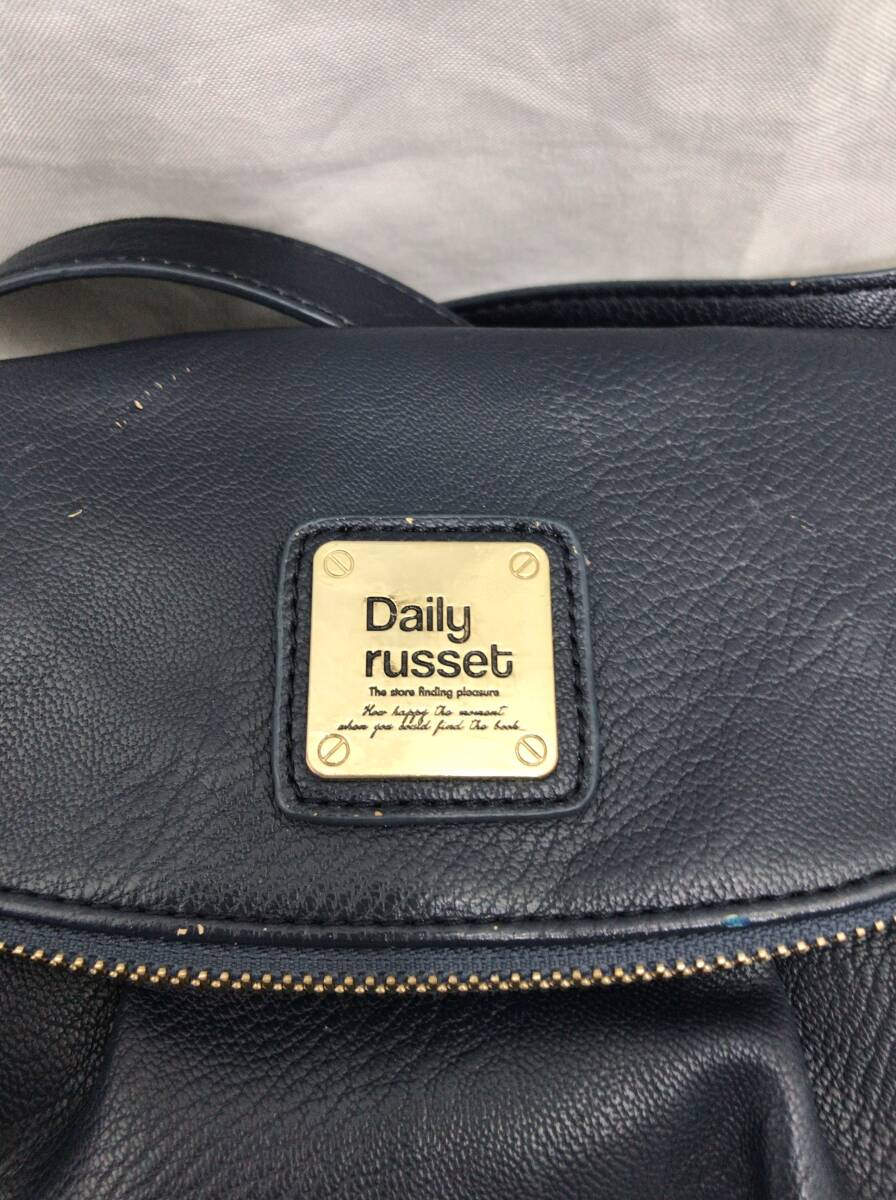 Daily
russet
The store finding pleasure
How happy the moment
when you could find the book...